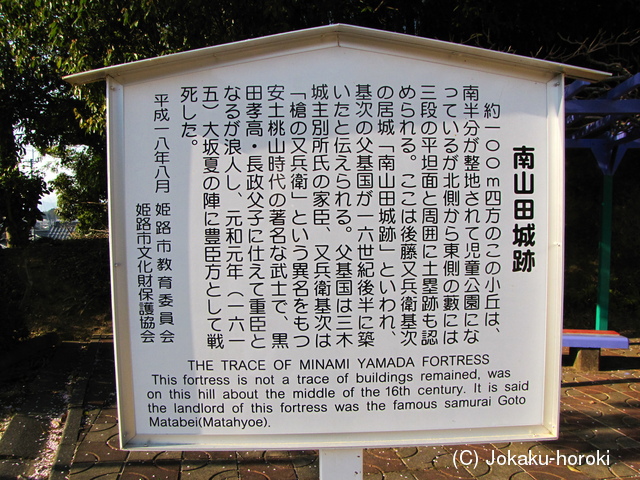 南山田城跡
約一〇〇m四方のこの小丘は、
南半分が整地されて児童公園にな
っているが北側から東側の藪には
三段の平坦面と周囲に土塁跡も認
められる。ここは後藤又兵衛基次
の居城「南山田城跡」といわれ、
基次の父基国が一六世紀後半に築
いたと伝えられる。父基国は三木
城主別所氏の家臣、又兵衛基次は
「槍の又兵衛」という異名をもつ
安土桃山時代の著名な武士で、黒
田孝高・長政父子に仕えて重臣と
なるが浪人し、元和元年（一六一
五）大坂夏の陣に豊臣方として戦
死した。
平成一八年八月　姫路市教育委員会
姫路市文化財保護協会
THE TRACE OF MINAMI YAMADA FORTRESS
This fortress is not a trace of buildings remained, was
on this hill about the middle of the 16th century. It is said
the landlord of this fortress was the famous samurai Goto
Matabei(Matahyoe).
(C) Jokaku-horoki